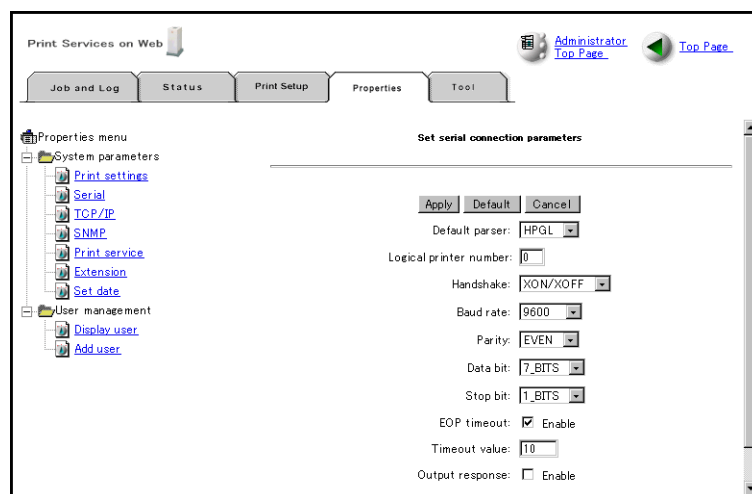 Print Services on Web
Administrator
Top Page
Top Page
Job and Log
Status
Print Setup
Properties
Tool
Properties menu
System parameters
Print settings
Serial
TCP/IP
SNMP
Print service
Extension
Set date
User management
Display user
Add user
Set serial connection parameters
Apply Default Cancel
Default parser: HPGL
Logical printer number: 0
Handshake: XON/XOFF
Baud rate: 9600
Parity: EVEN
Data bit: 7_BITS
Stop bit: 1_BITS
EOP timeout: Enable
Timeout value: 10
Output response: Enable